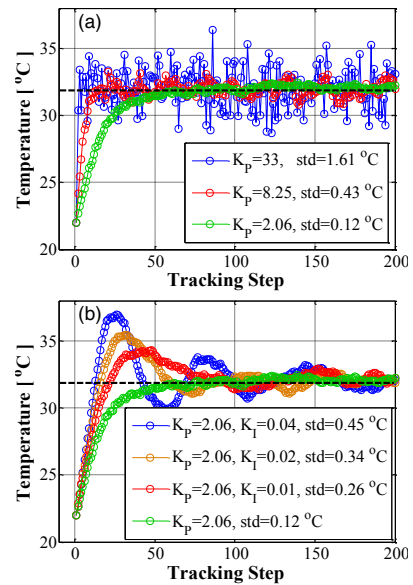 (a)
Temperature [ °C]
35
30
25
20
0
50
100
150
200
K_P=33, std=1.61 °C
K_P=8.25, std=0.43 °C
K_P=2.06, std=0.12 °C
Tracking Step
(b)
Temperature [ °C]
35
30
25
20
0
50
100
150
200
K_P=2.06, K_I=0.04, std=0.45 °C
K_P=2.06, K_I=0.02, std=0.34 °C
K_P=2.06, K_I=0.01, std=0.26 °C
K_P=2.06, std=0.12 °C
Tracking Step